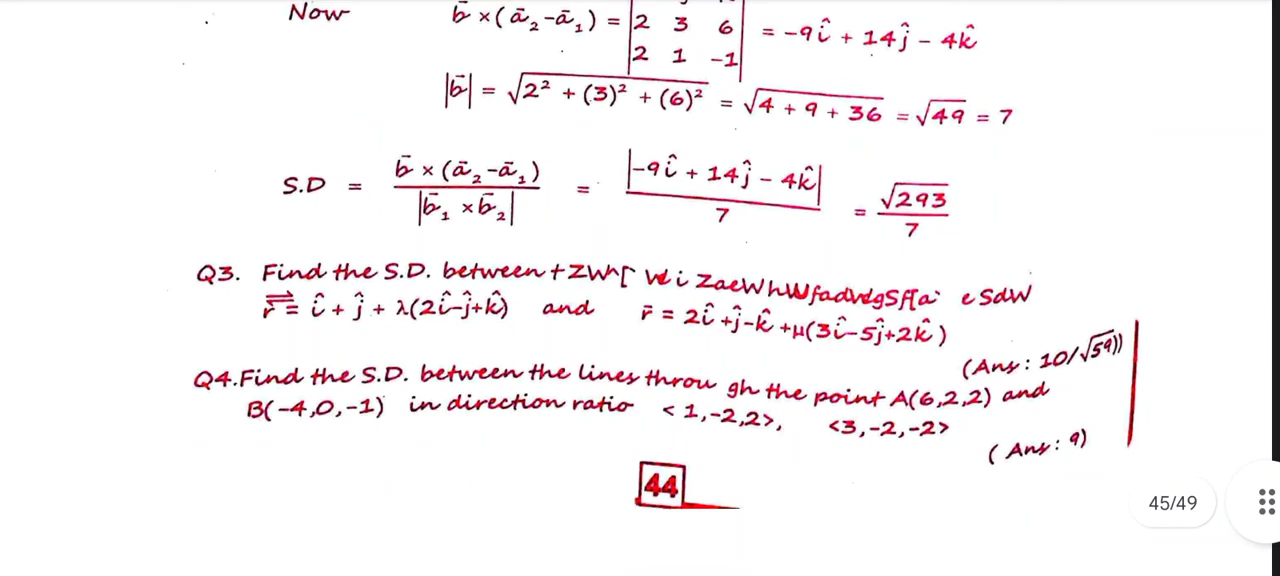 Now b̄ ×(ā₂-ā₁) = |2 3 6| = -9î + 14ĵ - 4k̂
|2 1 -1|
|b̄| = √2² + (3)² + (6)² = √4 + 9 + 36 = √49 = 7
S.D = b̄ × (ā₂-ā₁) / |b̄₁ × b̄₂| = |-9î + 14ĵ - 4k̂| / 7 = √293 / 7
Q3. Find the S.D. between
r̄ = î + ĵ + λ(2î-ĵ+k̂) and r̄ = 2î +ĵ-k̂ +μ(3î-5ĵ+2k̂)
(Ans : 10/√59))
Q4.Find the S.D. between the lines throu gh the point A(6,2,2) and
B(-4,0,-1) in direction ratio <1,-2,2>, <3,-2,-2>
( Ans : 9)
44
45/49